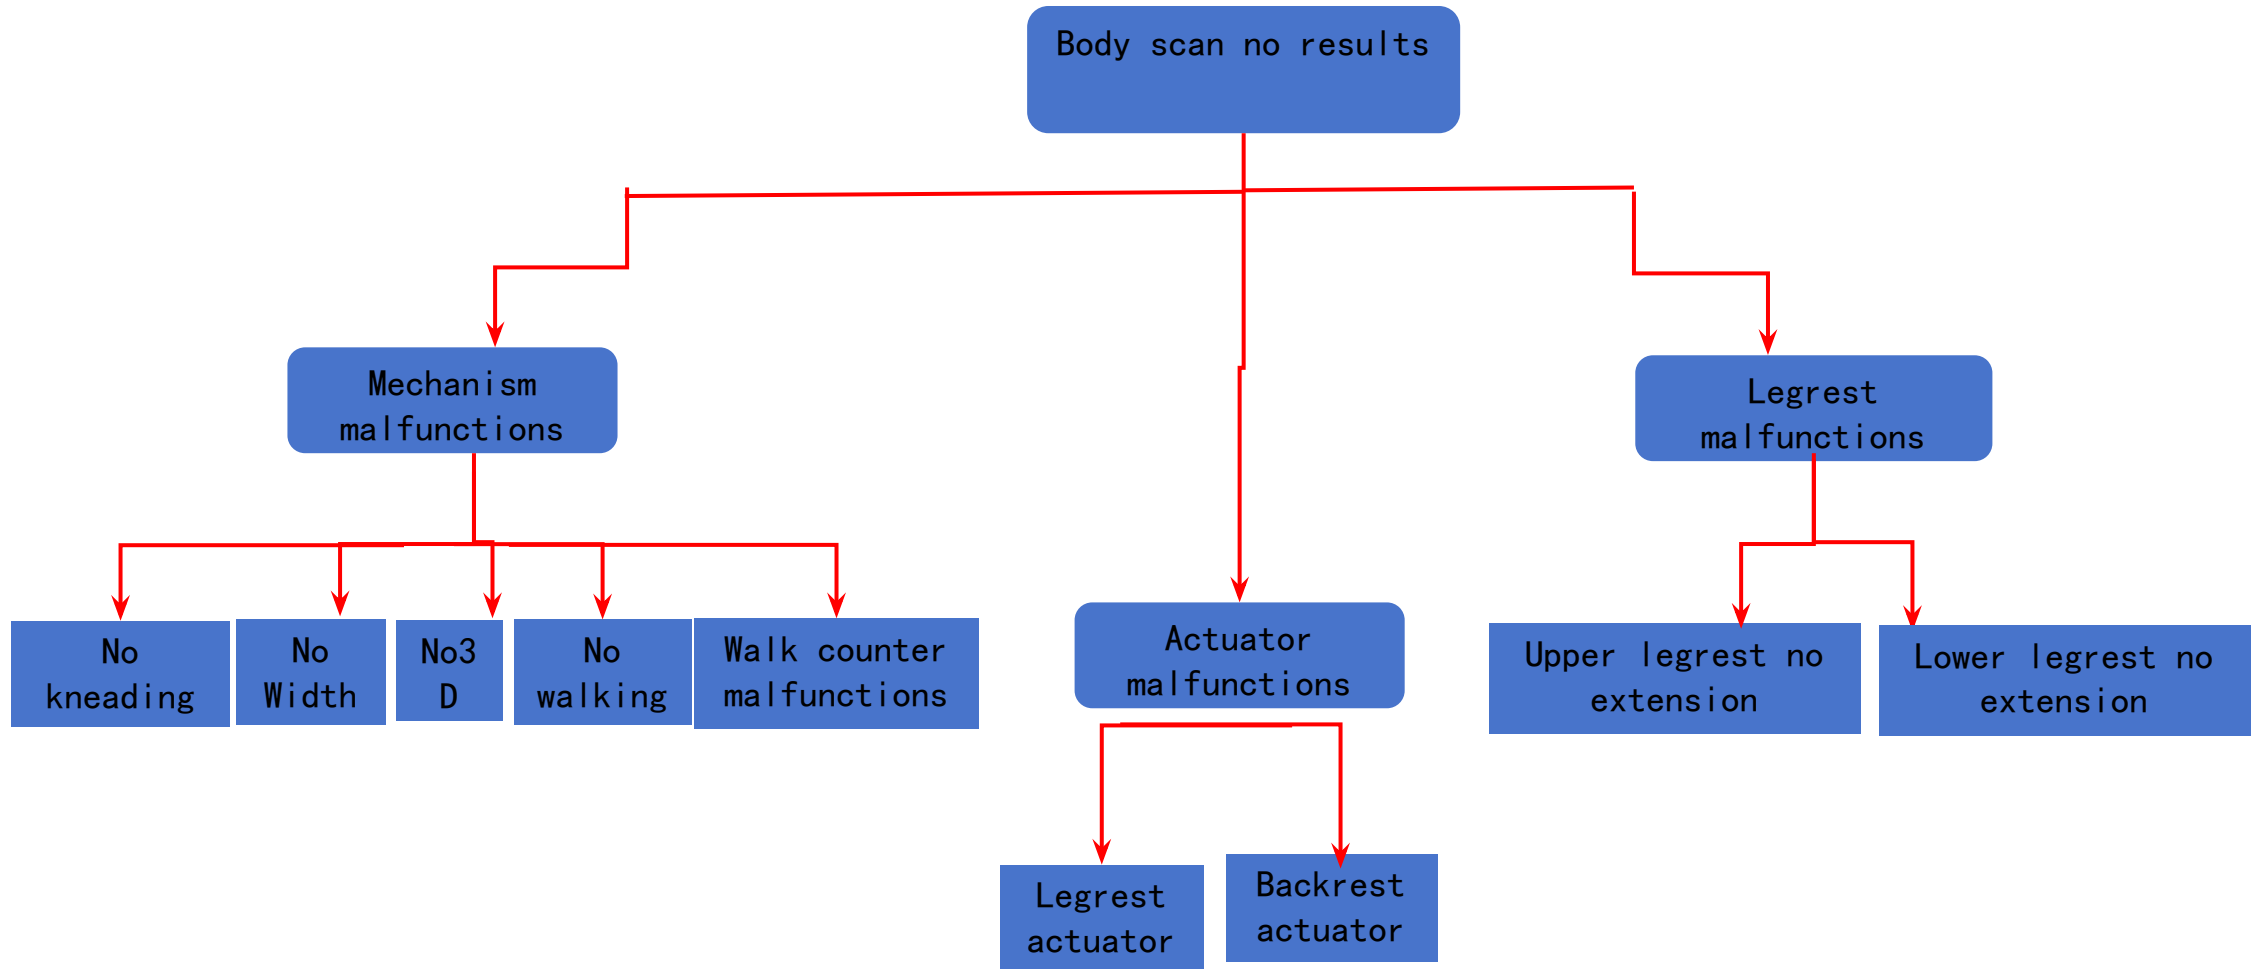 Body scan no results
Mechanism
malfunctions
Legrest
malfunctions
No
kneading
No
Width
No3
D
No
walking
Walk counter
malfunctions
Actuator
malfunctions
Upper legrest no
extension
Lower legrest no
extension
Legrest
actuator
Backrest
actuator